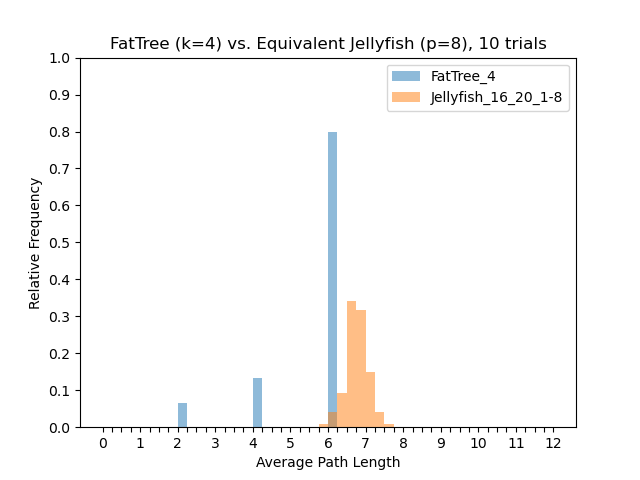 FatTree (k=4) vs. Equivalent Jellyfish (p=8), 10 trials
FatTree_4
Jellyfish_16_20_1-8
Relative Frequency
1.0
0.9
0.8
0.7
0.6
0.5
0.4
0.3
0.2
0.1
0.0
0 1 2 3 4 5 6 7 8 9 10 11 12
Average Path Length